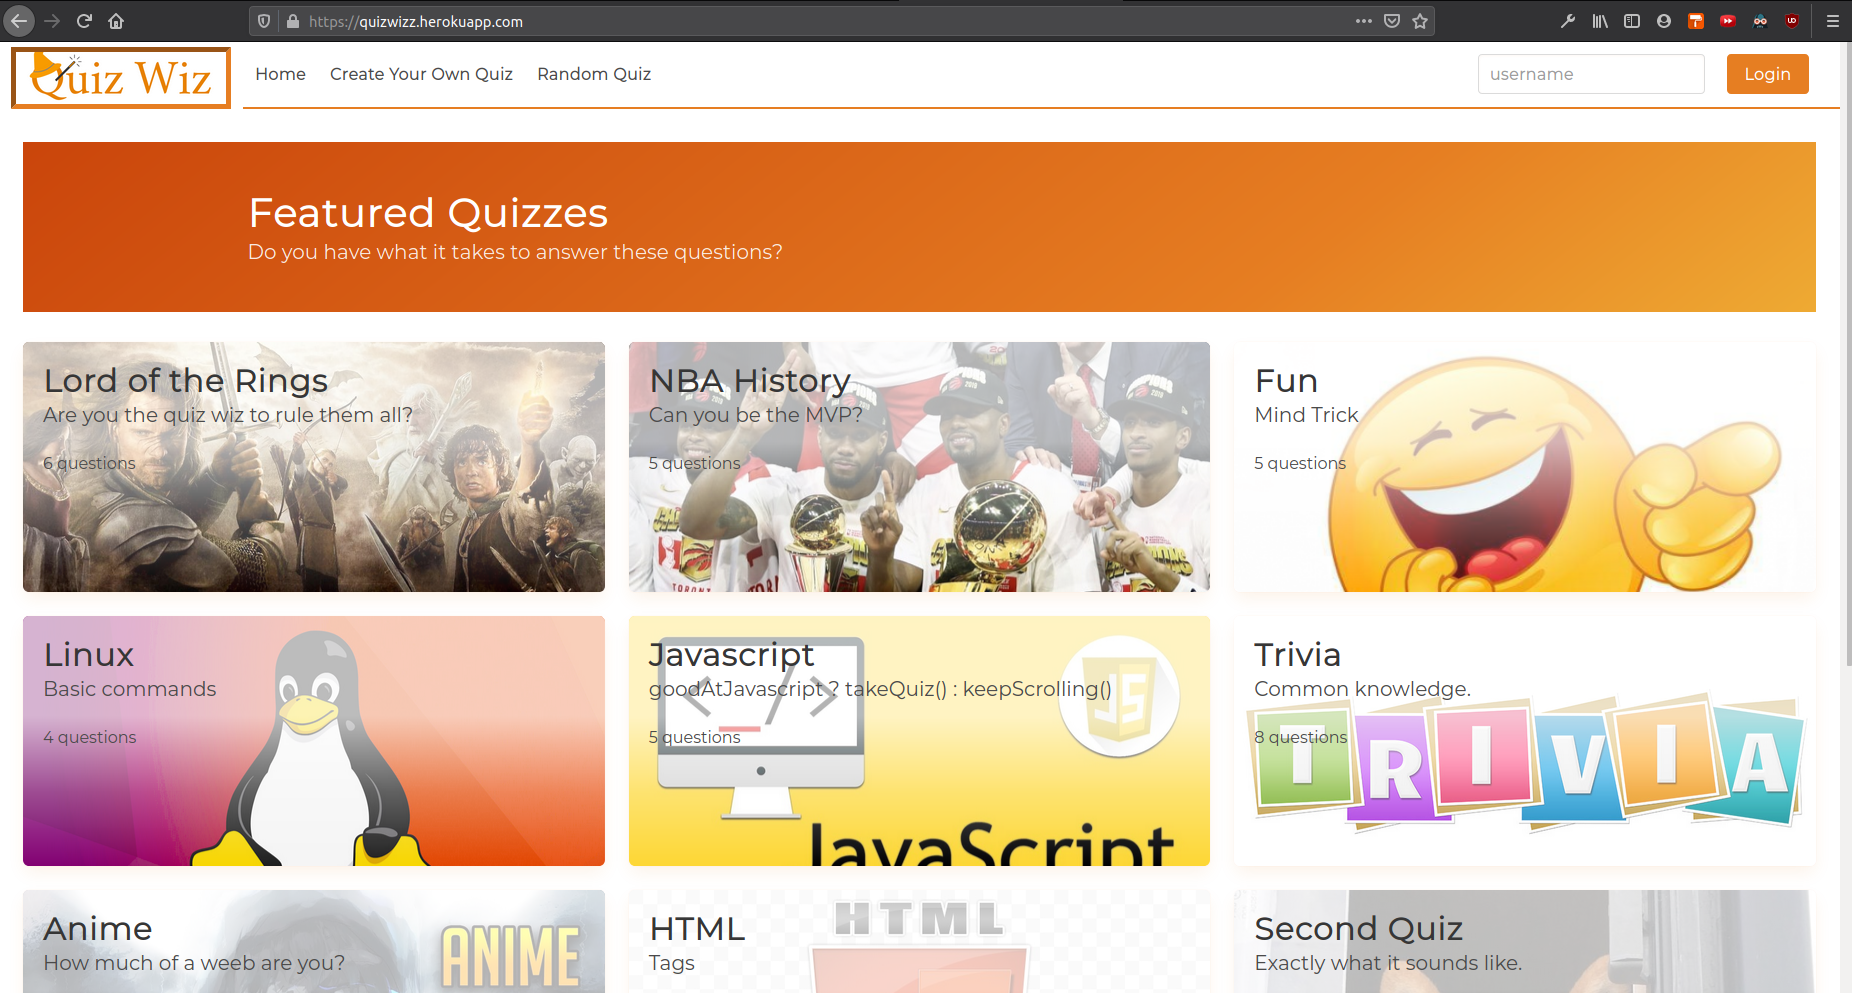 https://quizwizz.herokuapp.com
Quiz Wiz
Home
Create Your Own Quiz
Random Quiz
username
Login
Featured Quizzes
Do you have what it takes to answer these questions?
Lord of the Rings
Are you the quiz wiz to rule them all?
6 questions
NBA History
Can you be the MVP?
5 questions
TORONT
Fun
Mind Trick
5 questions
Linux
Basic commands
4 questions
Javascript
goodAtJavascript ? takeQuiz() : keepScrolling()
5 questions
</>
JS
JavaScript
Trivia
Common knowledge.
8 questions
TRIVIA
Anime
How much of a weeb are you?
ANIME
HTML
Tags
HTML
Second Quiz
Exactly what it sounds like.